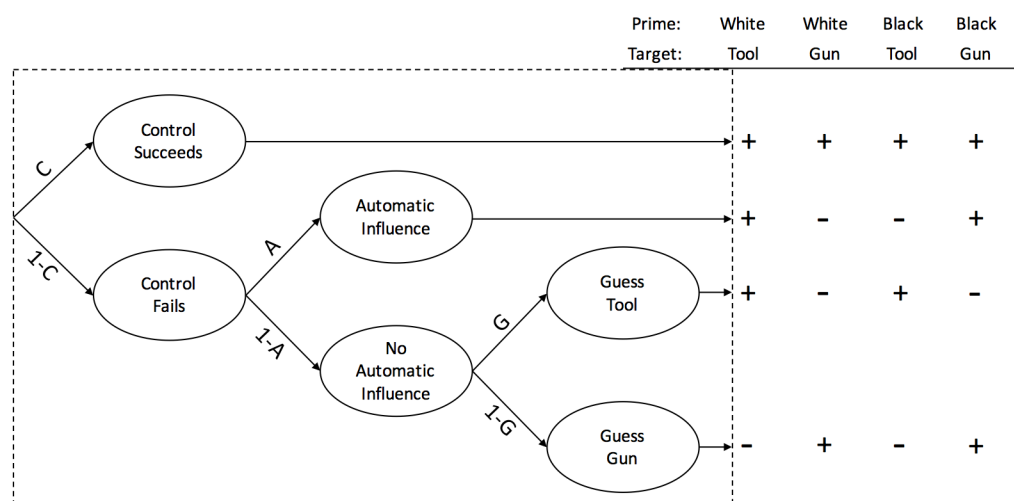 Prime: White White Black Black
Target: Tool Gun Tool Gun
Control
Succeeds
+ + + +
C
Automatic
Influence
+ - - +
A
1-C
Control
Fails
Guess
Tool
+ - + -
G
1-A
No
Automatic
Influence
1-G
Guess
Gun
- + - +